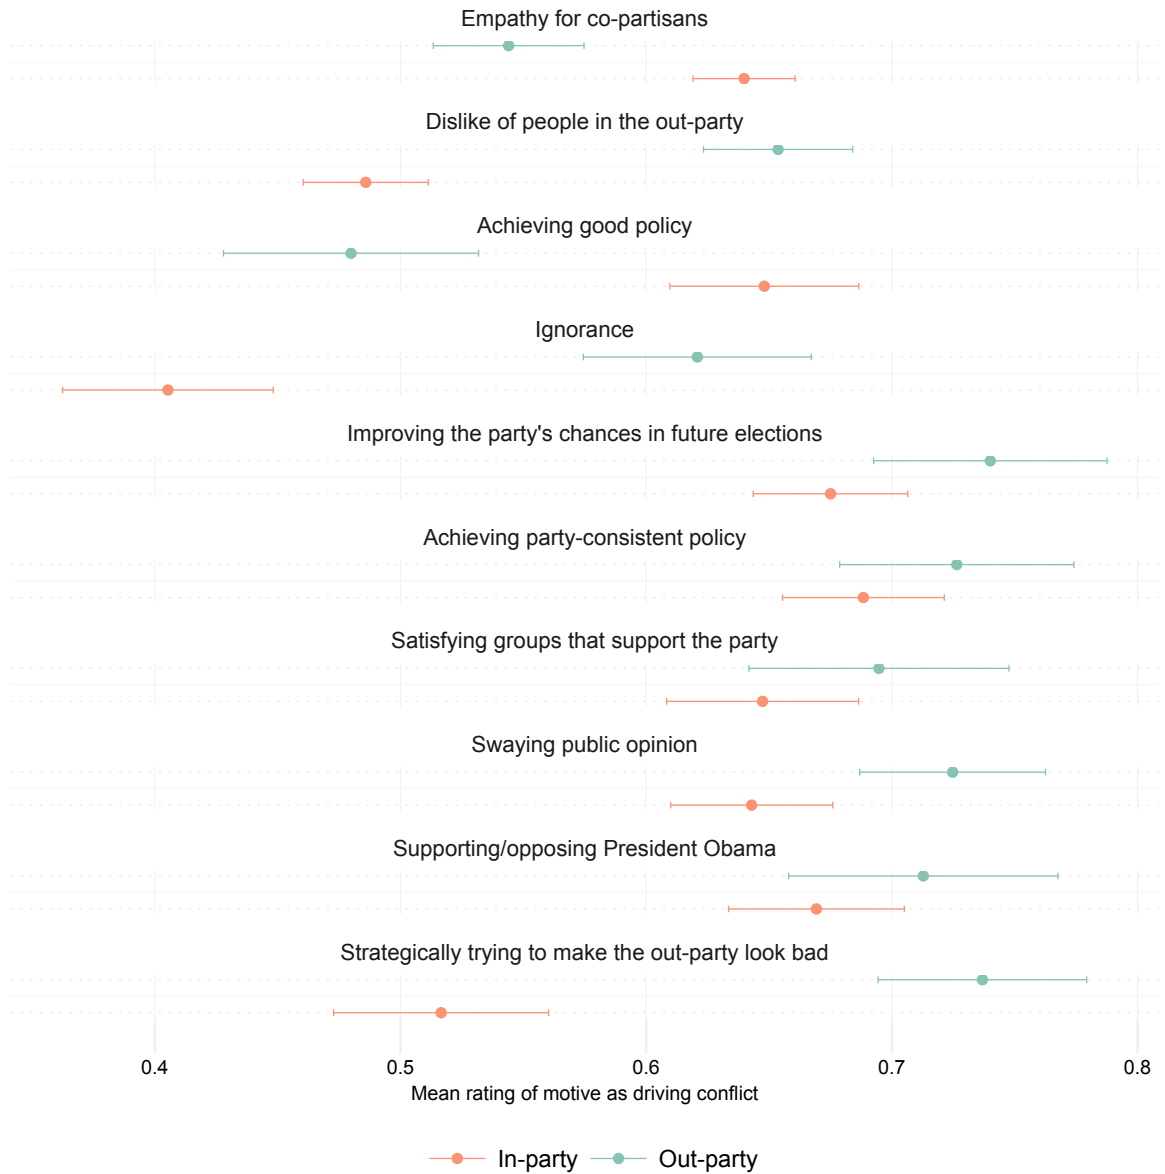 Empathy for co-partisans
Dislike of people in the out-party
Achieving good policy
Ignorance
Improving the party's chances in future elections
Achieving party-consistent policy
Satisfying groups that support the party
Swaying public opinion
Supporting/opposing President Obama
Strategically trying to make the out-party look bad
0.4 0.5 0.6 0.7 0.8
Mean rating of motive as driving conflict
In-party Out-party